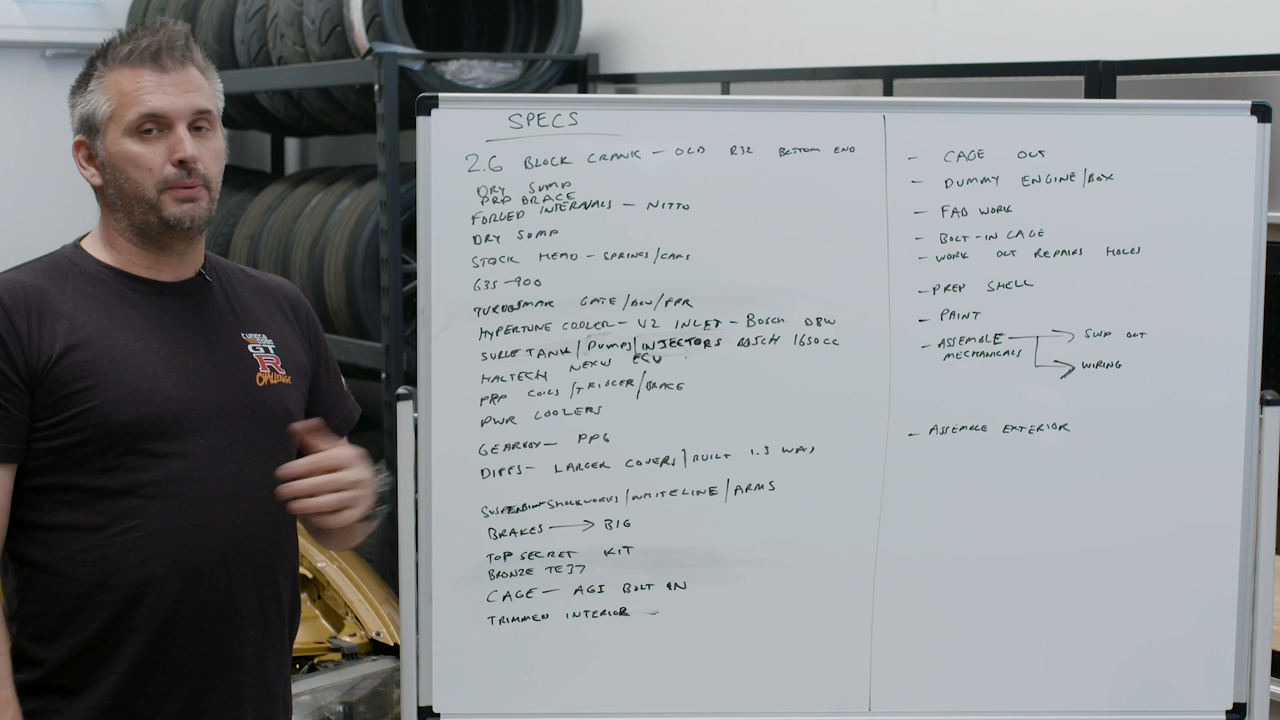 SPECS
2.6 BLOCK CRANK - OLD R32 BOTTOM END
DRY SUMP
PRP BRACE
FORGED INTERNALS - NITTO
DRY SUMP
STOCK HEAD - SPRINGS/CAMS
G35-900
TURBOSMAR GATE/BOV/FPR
HYPERTUNE COOLER - V2 INLET - BOSCH DBW
SURGE TANK/PUMPS/INJECTORS BOSCH 1650CC
HALTECH NEXUS ECU
PRP COILS/TRIGGER/BRACE
PWR COOLERS
GEARBOX - PPG
DIFFS - LARGER COVERS/BUILT 1.5 WAY
SUSPENSION SHOCKWORKS/WHITELINE/ARMS
BRAKES → BIG
TOP SECRET KIT
BRONZE TE37
CAGE - AGI BOLT IN
TRIMMED INTERIOR -
- CAGE OUT
- DUMMY ENGINE/BOX
- FAB WORK
- BOLT-IN CAGE
- WORK OUT REPAIRS HOLES
- PREP SHELL
- PAINT
- ASSEMBLE → SWAP OUT
MECHANICALS → WIRING
- ASSEMBLE EXTERIOR
GT
R
CHALLENGE